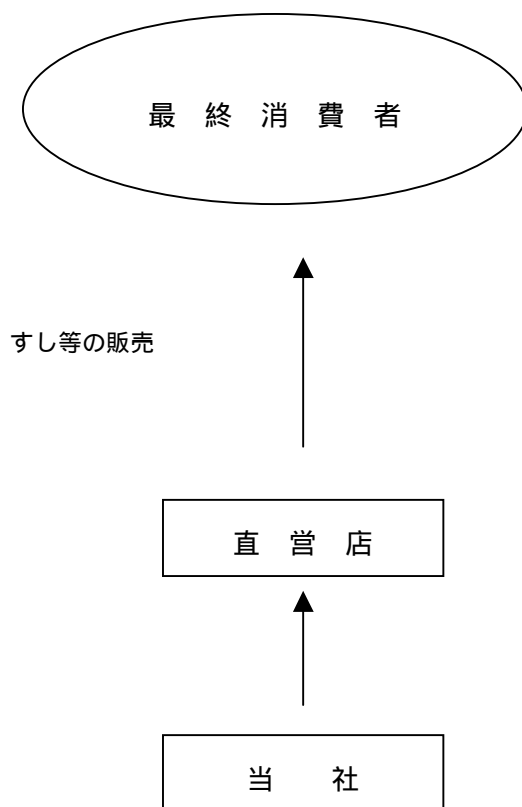 最 終 消 費 者
すし等の販売
直 営 店
当 社